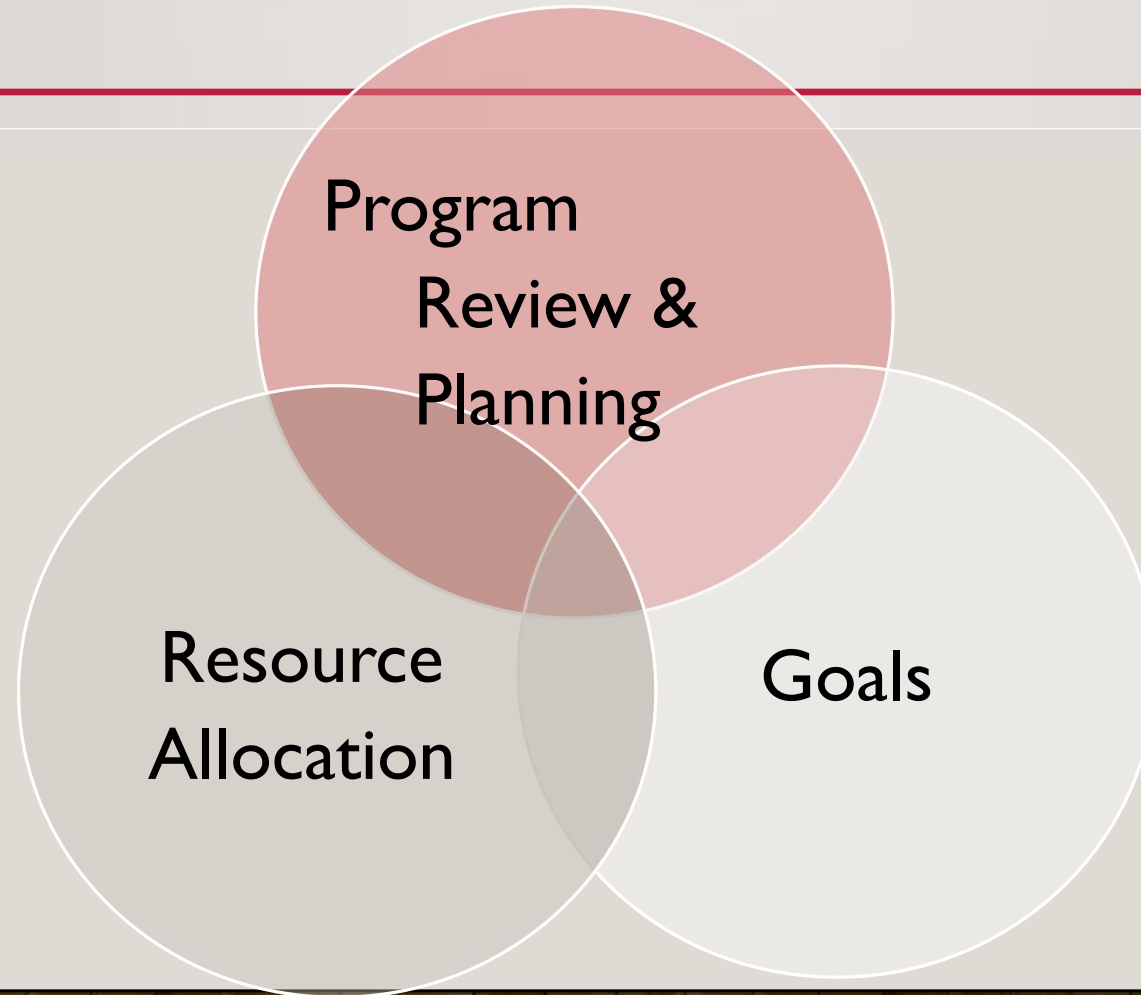 Program
Review &
Planning
Resource
Allocation
Goals